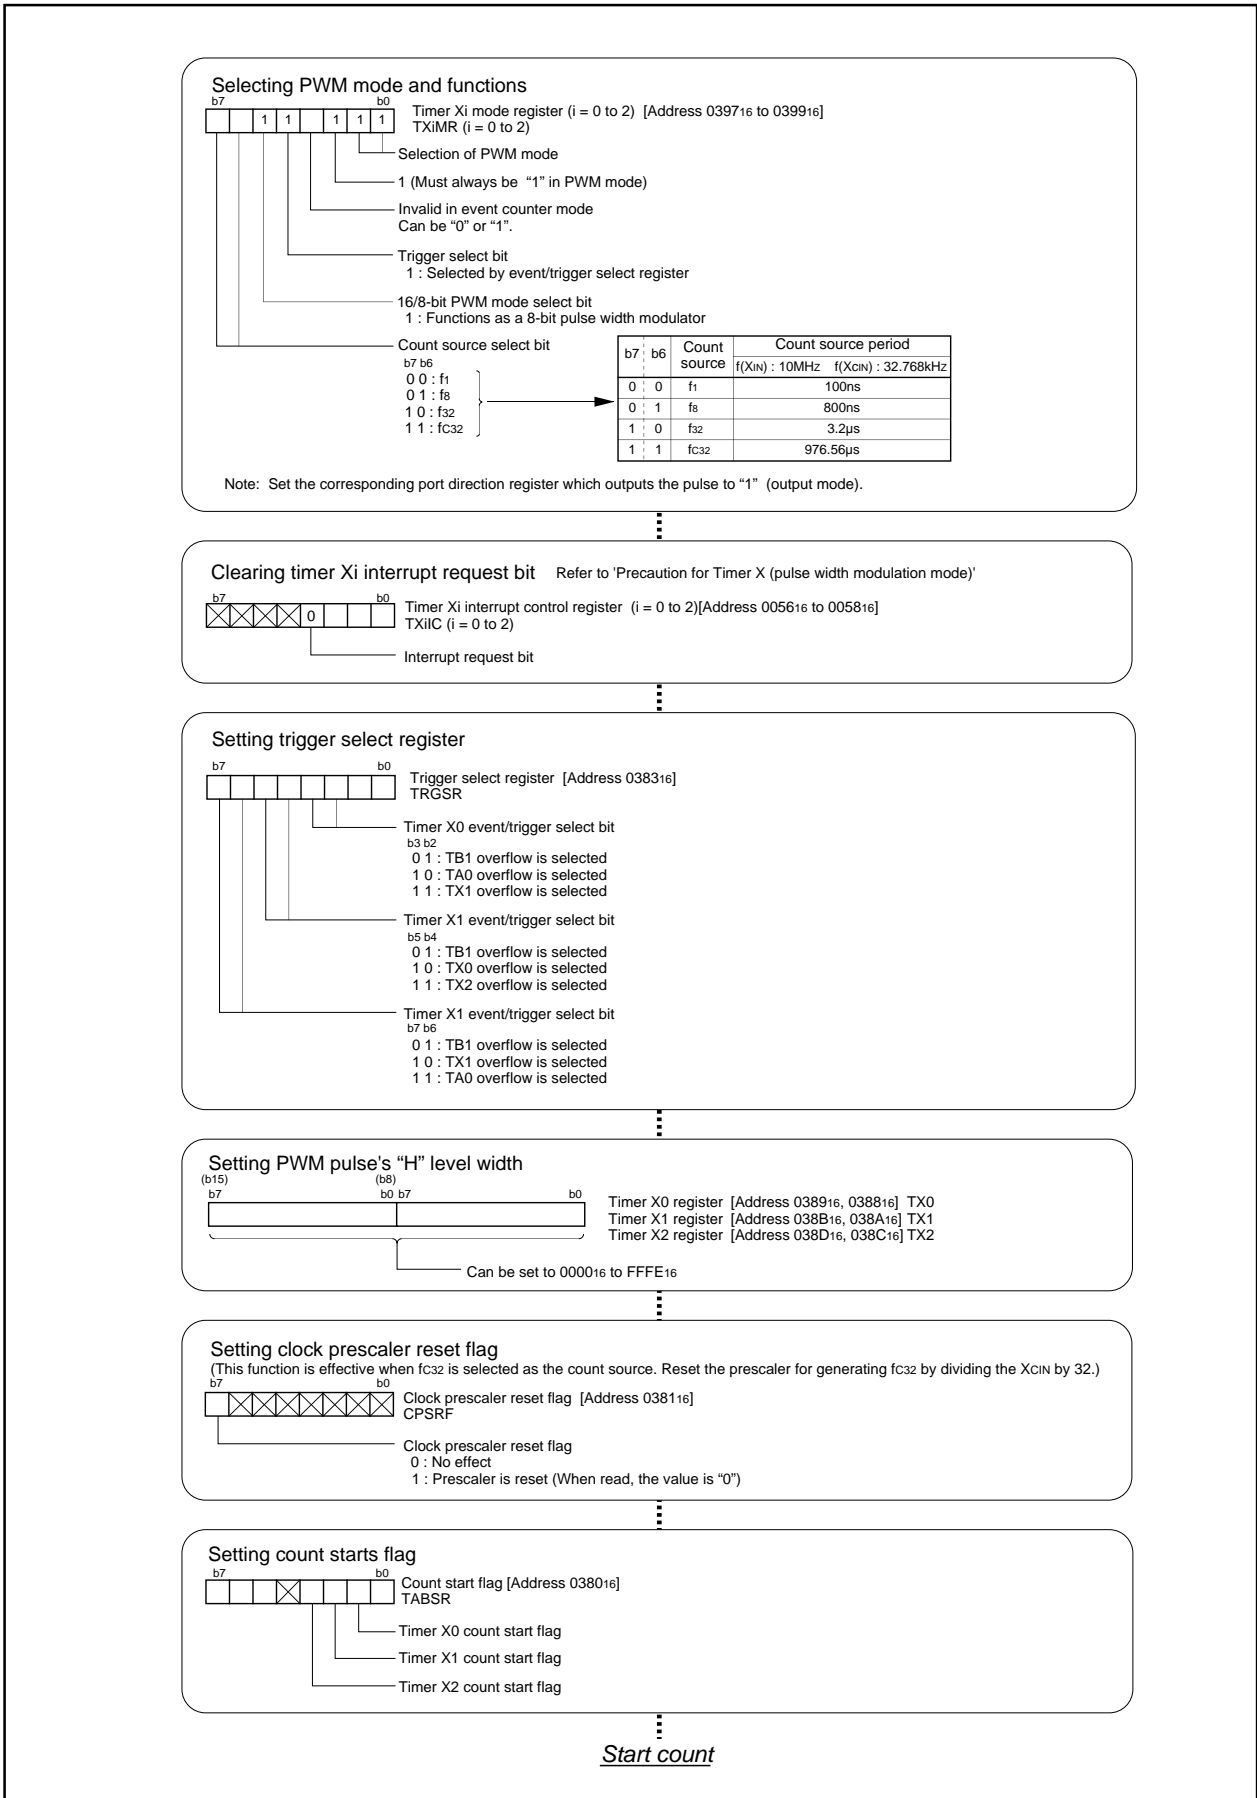 Selecting PWM mode and functions
b7 b0
1 1 1 1 1
Timer Xi mode register (i = 0 to 2) [Address 039716 to 039916]
TXiMR (i = 0 to 2)
Selection of PWM mode
1 (Must always be “1” in PWM mode)
Invalid in event counter mode
Can be “0” or “1”.
Trigger select bit
1 : Selected by event/trigger select register
16/8-bit PWM mode select bit
1 : Functions as a 8-bit pulse width modulator
Count source select bit
b7 b6
0 0 : f1
0 1 : f8
1 0 : f32
1 1 : fC32
b7 b6 Count source Count source period
f(XIN) : 10MHz f(XCIN) : 32.768kHz
0 0 f1 100ns
0 1 f8 800ns
1 0 f32 3.2µs
1 1 fC32 976.56µs
Note: Set the corresponding port direction register which outputs the pulse to “1” (output mode).
Clearing timer Xi interrupt request bit Refer to 'Precaution for Timer X (pulse width modulation mode)'
b7 b0
0
Timer Xi interrupt control register (i = 0 to 2)[Address 005616 to 005816]
TXiIC (i = 0 to 2)
Interrupt request bit
Setting trigger select register
b7 b0
Trigger select register [Address 038316]
TRGSR
Timer X0 event/trigger select bit
b3 b2
0 1 : TB1 overflow is selected
1 0 : TA0 overflow is selected
1 1 : TX1 overflow is selected
Timer X1 event/trigger select bit
b5 b4
0 1 : TB1 overflow is selected
1 0 : TX0 overflow is selected
1 1 : TX2 overflow is selected
Timer X1 event/trigger select bit
b7 b6
0 1 : TB1 overflow is selected
1 0 : TX1 overflow is selected
1 1 : TA0 overflow is selected
Setting PWM pulse's “H” level width
(b15) (b8)
b7 b0 b7 b0
Timer X0 register [Address 038916, 038816] TX0
Timer X1 register [Address 038B16, 038A16] TX1
Timer X2 register [Address 038D16, 038C16] TX2
Can be set to 000016 to FFFE16
Setting clock prescaler reset flag
(This function is effective when fC32 is selected as the count source. Reset the prescaler for generating fC32 by dividing the XCIN by 32.)
b7 b0
Clock prescaler reset flag [Address 038116]
CPSRF
Clock prescaler reset flag
0 : No effect
1 : Prescaler is reset (When read, the value is “0”)
Setting count starts flag
b7 b0
Count start flag [Address 038016]
TABSR
Timer X0 count start flag
Timer X1 count start flag
Timer X2 count start flag
Start count